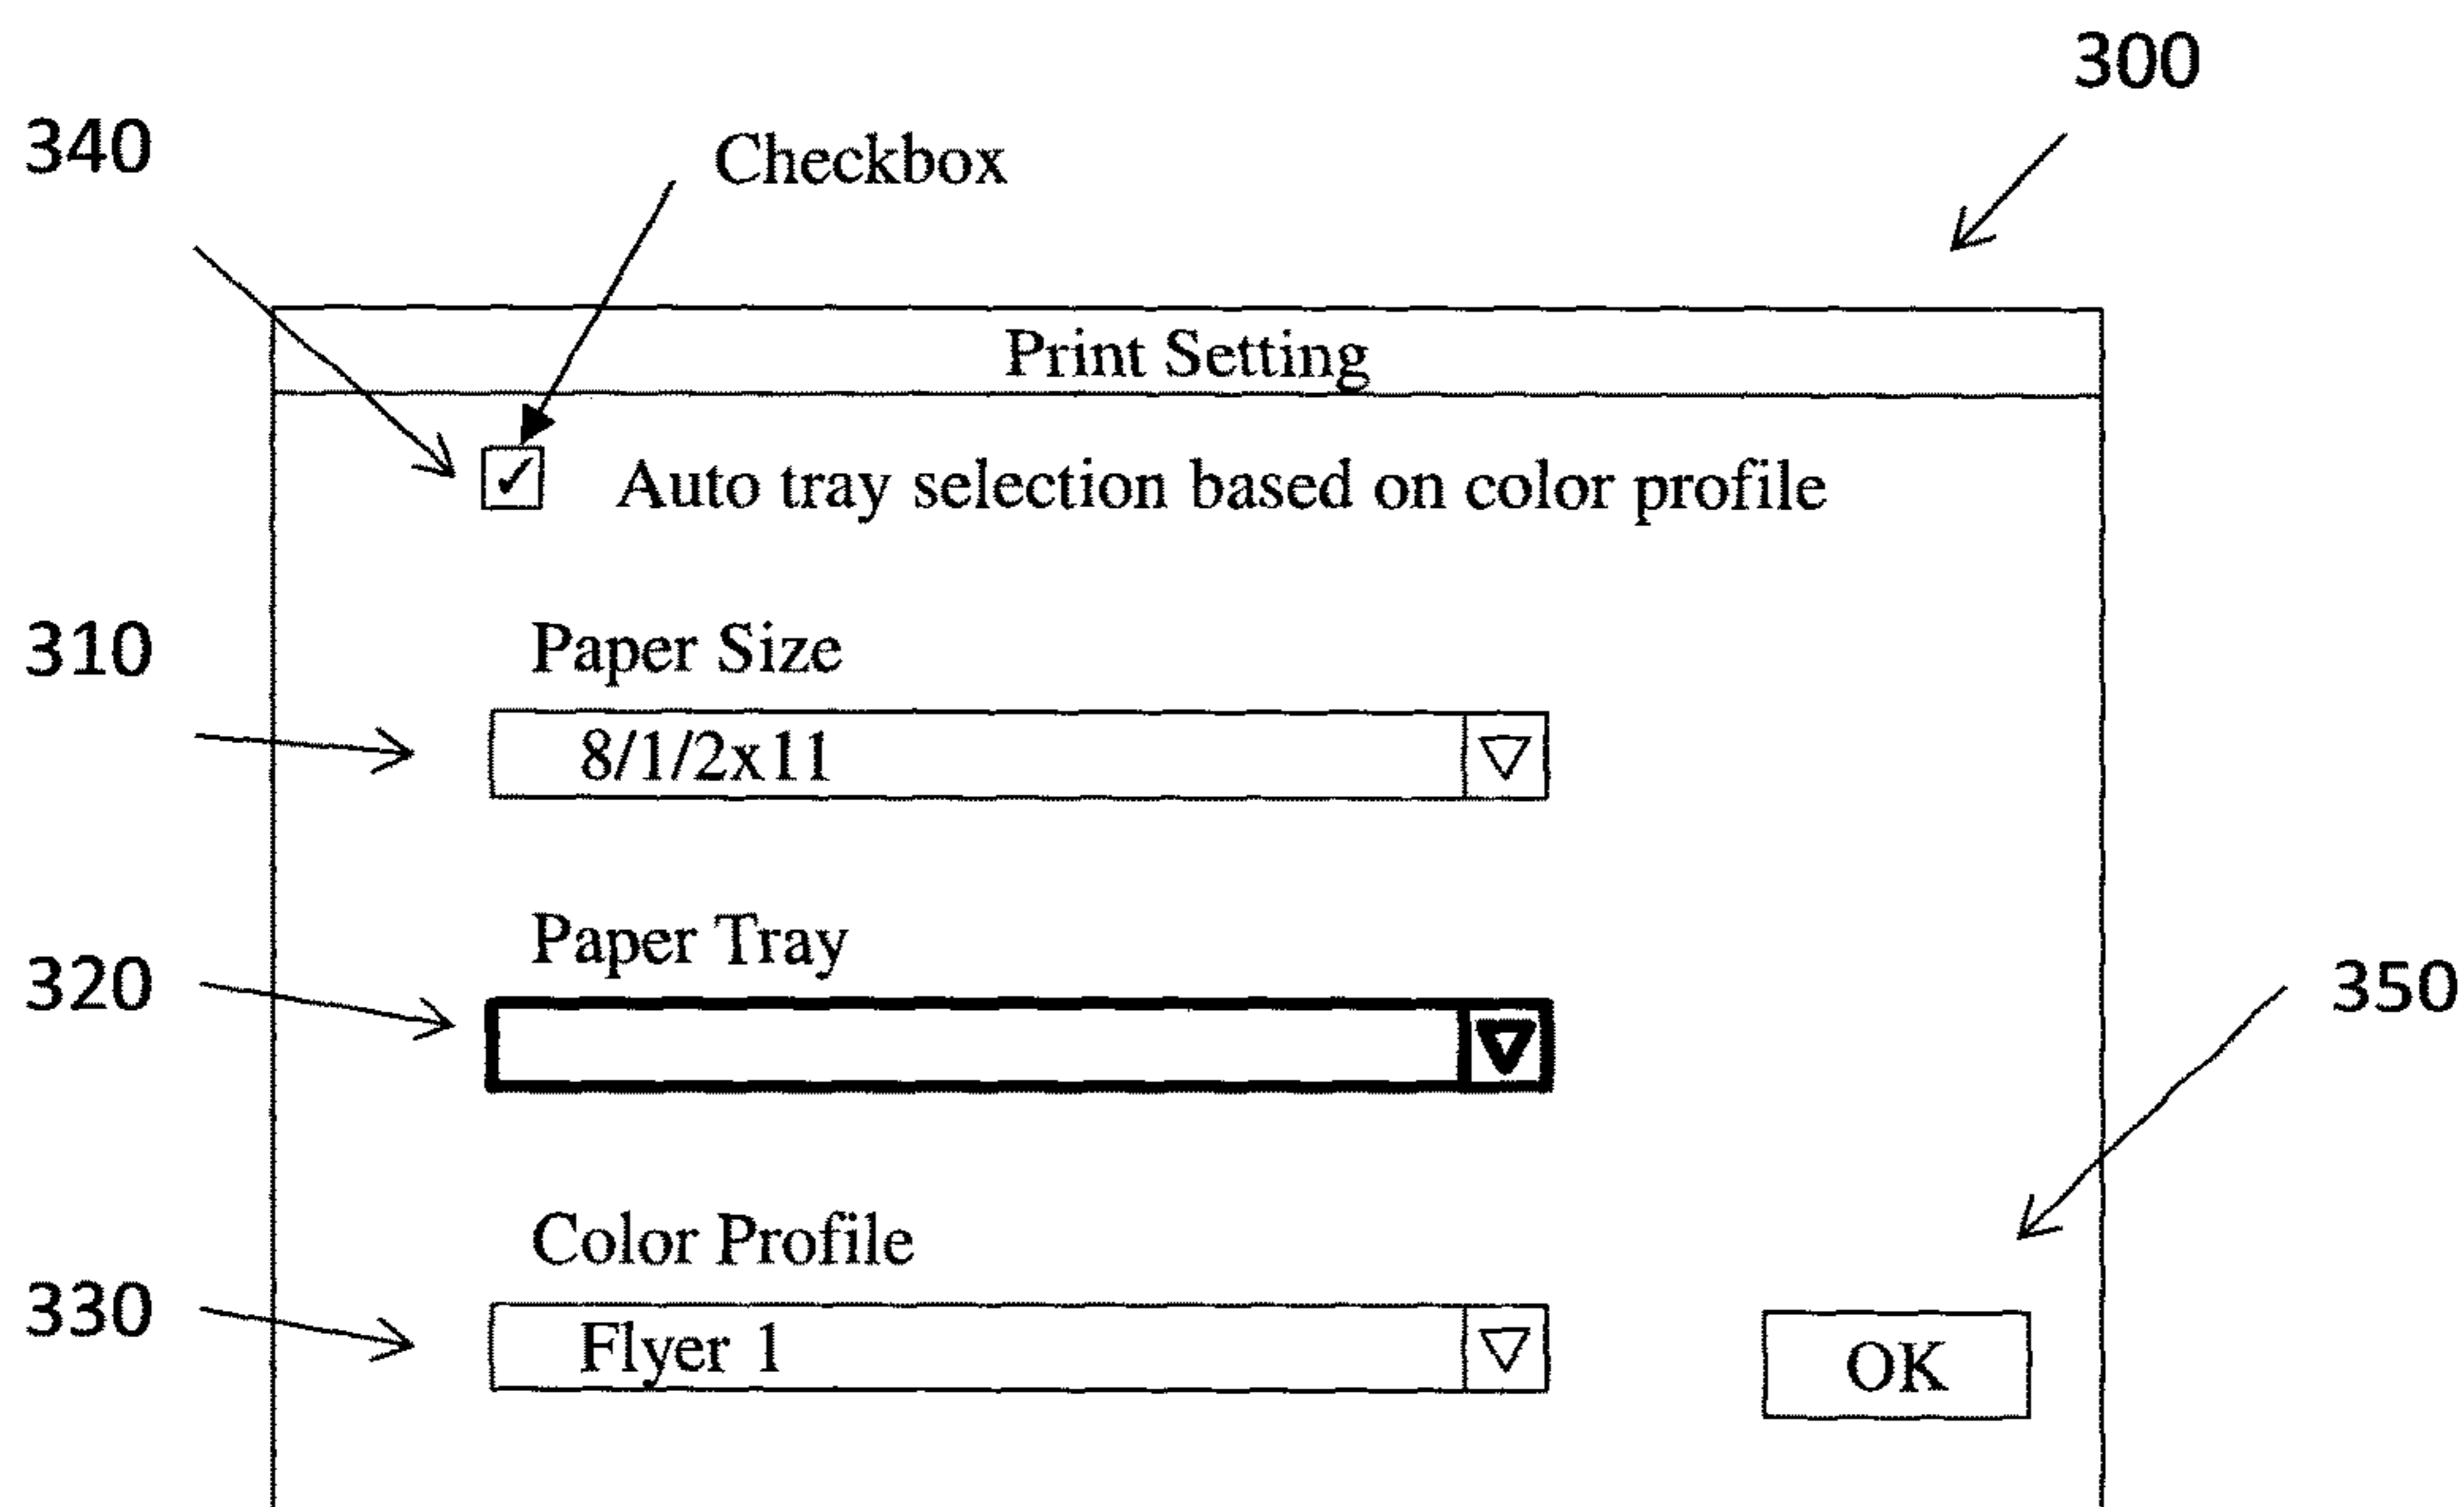 300
340
Checkbox
Print Setting
✓ Auto tray selection based on color profile
310
Paper Size
8/1/2x11
Paper Tray
320
350
Color Profile
330
Flyer 1
OK